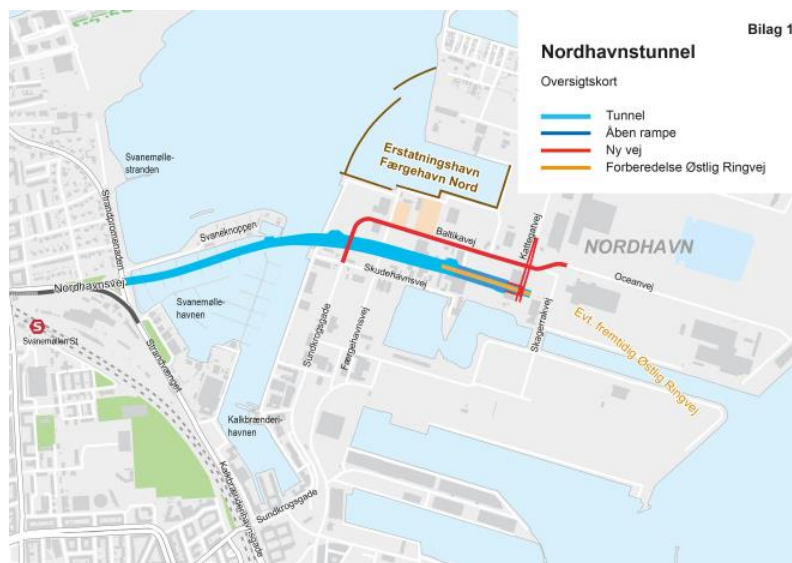 Bilag 1
Nordhavnstunnel
Oversigtskort
Tunnel
Åben rampe
Ny vej
Forberedelse Østlig Ringvej
Erstatningshavn
Færgehavn Nord
Svanemølle-
stranden
Strandpromenaden
Svaneknoppen
Baltikavej
Kattegatvej
NORDHAVN
Oceanvej
Nordhavnsvej
Skudehavnsvej
Svanemølle-
havnen
S
Svanemøllen St
Strandvænget
Sundkrogsgade
Færgehavnsvej
Skagerrakvej
Evt. fremtidig Østlig Ringvej
Kalkbrænderi-
havnen
Kalkbrænderihavnsgade
Sundkrogsgade